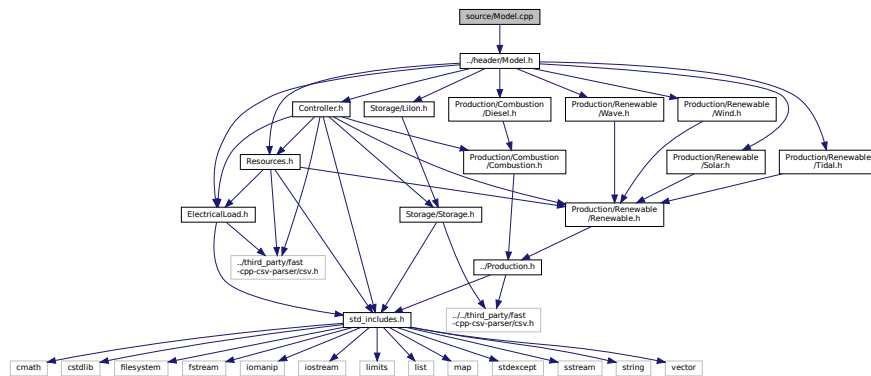 source/Model.cpp
../header/Model.h
Controller.h
Storage/LiIon.h
Production/Combustion
/Diesel.h
Production/Renewable
/Wave.h
Production/Renewable
/Wind.h
Resources.h
Production/Combustion
/Combustion.h
Production/Renewable
/Solar.h
Production/Renewable
/Tidal.h
ElectricalLoad.h
Storage/Storage.h
Production/Renewable
/Renewable.h
../third_party/fast
-cpp-csv-parser/csv.h
../Production.h
std_includes.h
../../third_party/fast
-cpp-csv-parser/csv.h
cmath
cstdlib
filesystem
fstream
iomanip
iostream
limits
list
map
stdexcept
sstream
string
vector